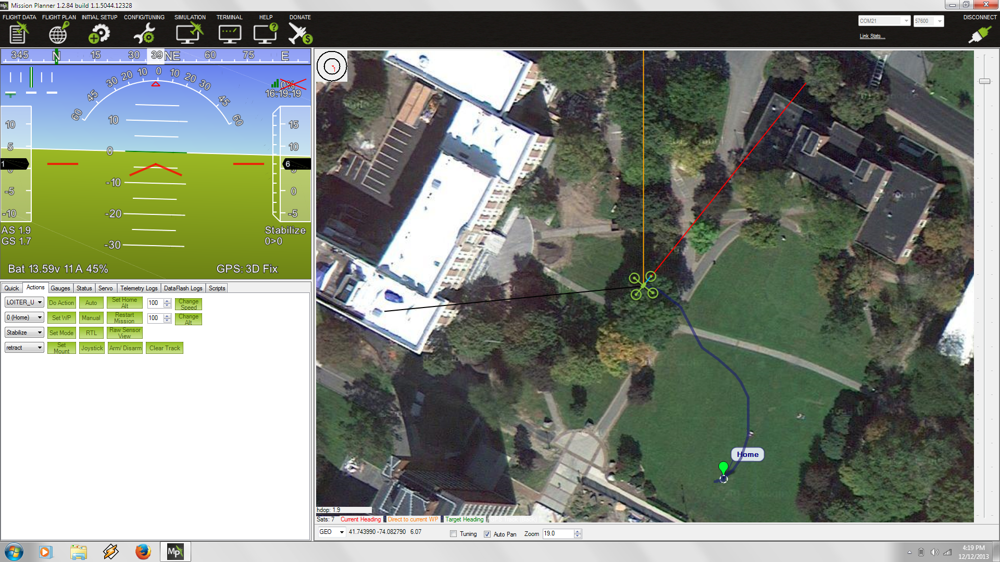 Mission Planner 1.2.84 build 1.1.5044.12328
FLIGHT DATA FLIGHT PLAN INITIAL SETUP CONFIG/TUNING SIMULATION TERMINAL HELP DONATE
COM21 57600 DISCONNECT
Link Stats...
345 N 15 30 39 NE 60 75 E
60 45 30 20 10 0 10 20 30 45 60
0%
16:19:19
10 5 0 -5 -10
1
10 0 -10 -20 -30
15 10 5 0 -5
6
AS 1.9
GS 1.7
Stabilize
0>0
Bat 13.59v 11 A 45%
GPS: 3D Fix
Quick Actions Gauges Status Servo Telemetry Logs DataFlash Logs Scripts
LOITER_U Do Action Auto Set Home Alt 100 Change Speed
0 (Home) Set WP Manual Restart Mission 100 Change Alt
Stabilize Set Mode RTL Raw Sensor View
retract Set Mount Joystick Arm/ Disarm Clear Track
1
Home
hdop: 1.9
Sats: 7 Current Heading Direct to current WP Target Heading GPS Track (Black)
GEO 41.743990 -74.082790 6.07 Tuning Auto Pan Zoom 19.0
Mp
4:19 PM
12/12/2013